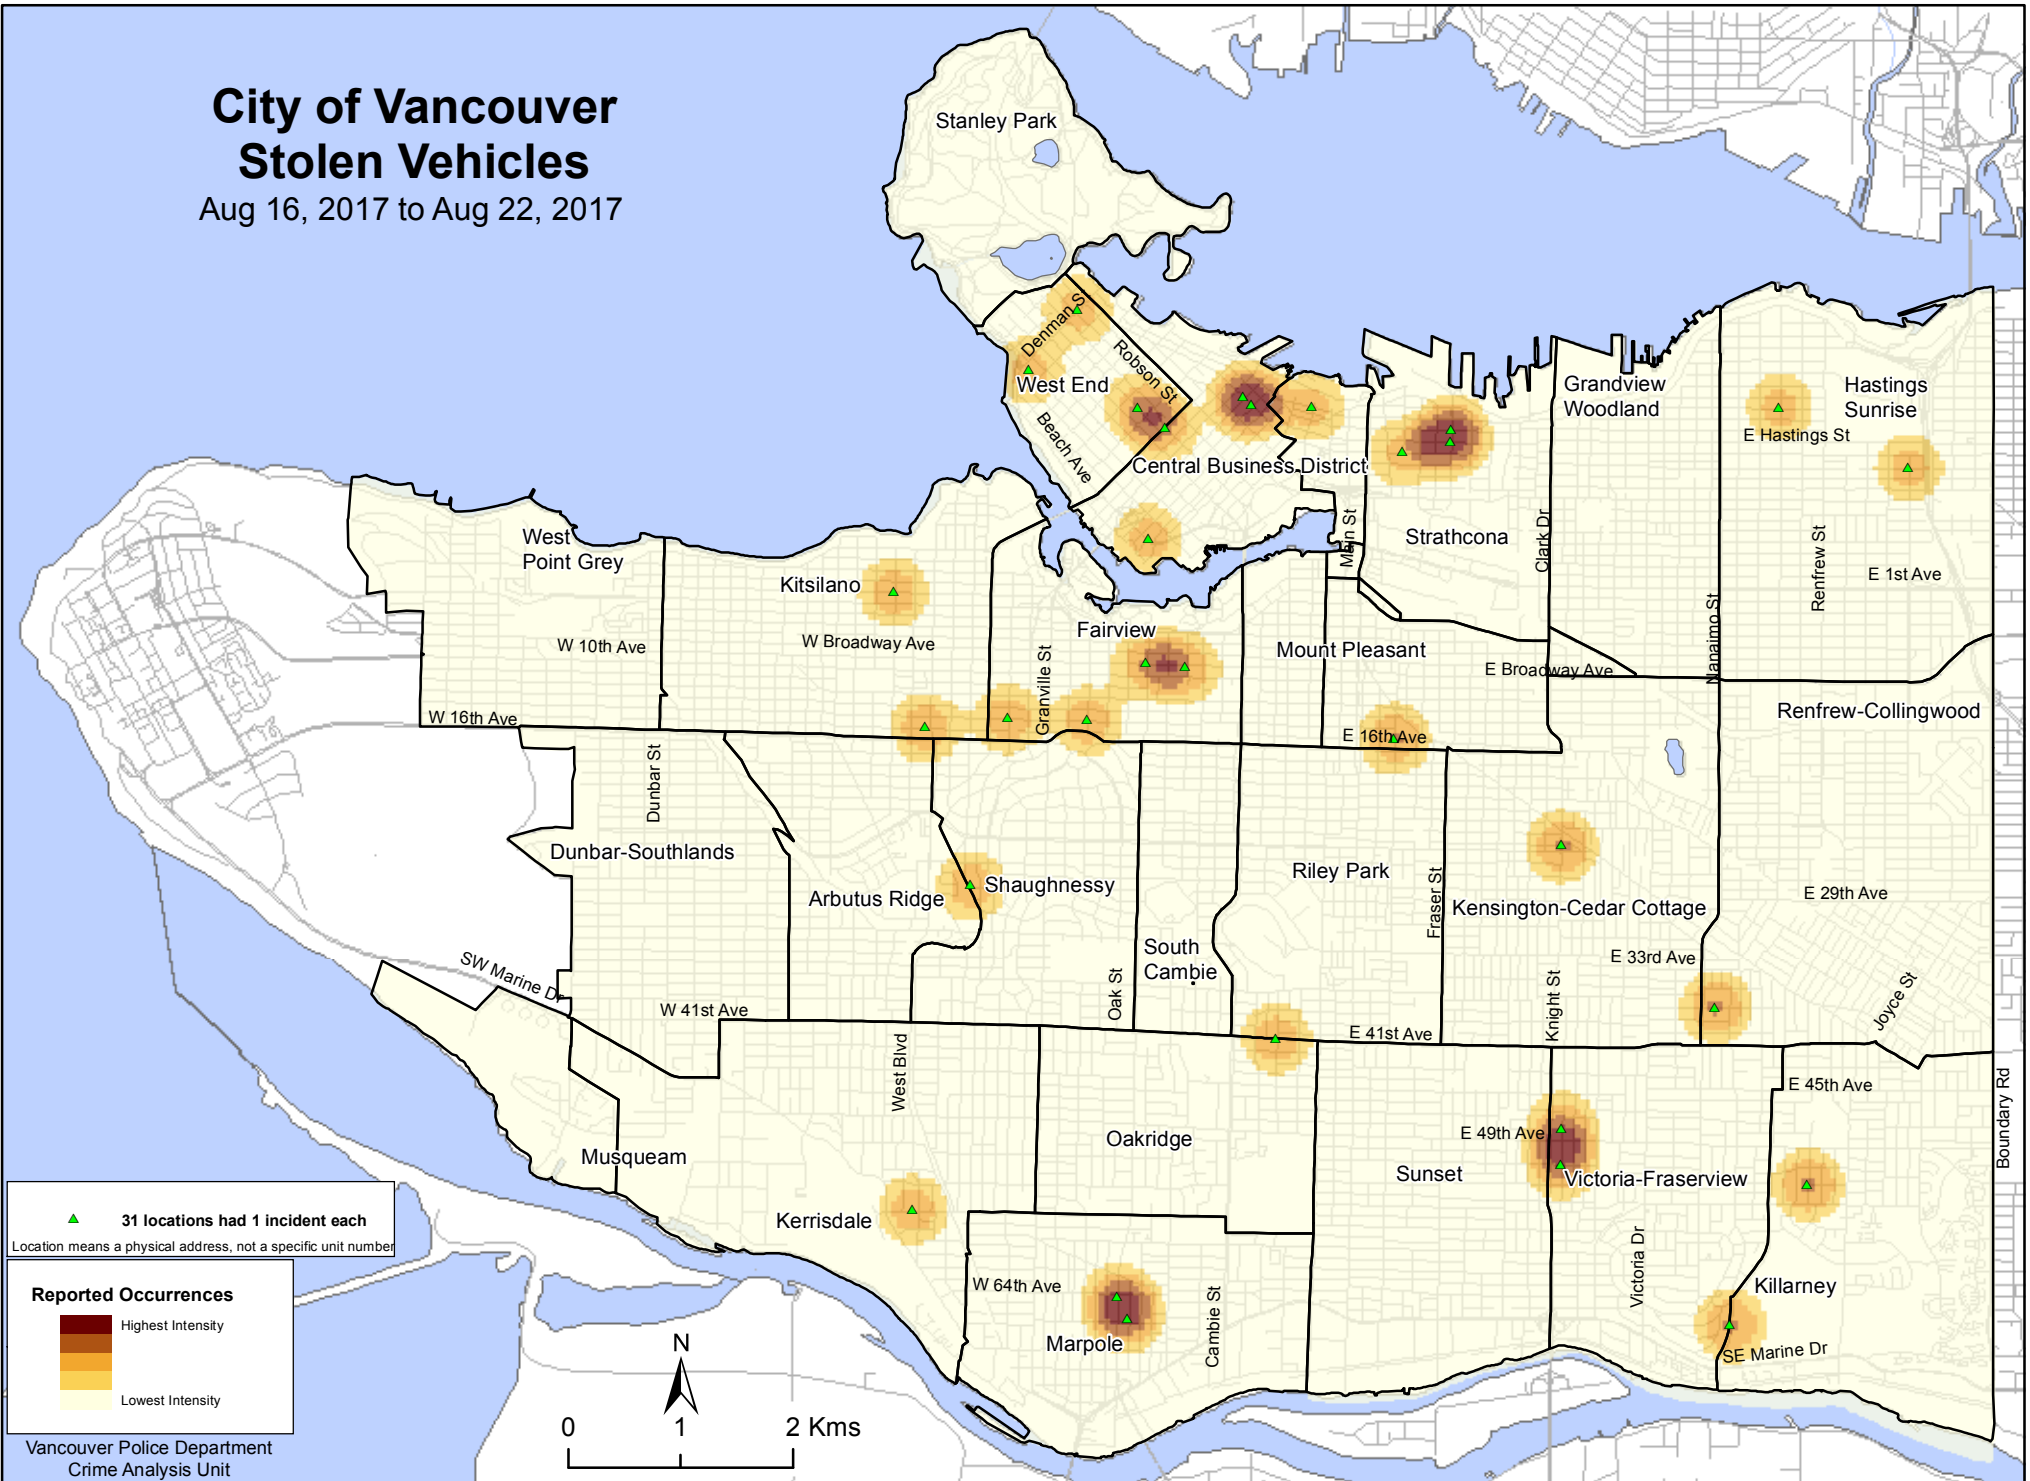 City of Vancouver
Stolen Vehicles
Aug 16, 2017 to Aug 22, 2017
Stanley Park
Denman St
Robson St
West End
Beach Ave
Central Business District
Grandview
Woodland
Hastings
Sunrise
E Hastings St
West
Point Grey
Kitsilano
Main St
Strathcona
Clark Dr
Renfrew St
E 1st Ave
Nanaimo St
W 10th Ave
W Broadway Ave
Fairview
Granville St
Mount Pleasant
E Broadway Ave
W 16th Ave
E 16th Ave
Renfrew-Collingwood
Dunbar St
Dunbar-Southlands
Arbutus Ridge
Shaughnessy
Riley Park
Fraser St
Kensington-Cedar Cottage
E 29th Ave
South
Cambie
E 33rd Ave
SW Marine Dr
W 41st Ave
Oak St
E 41st Ave
Knight St
Joyce St
West Blvd
E 45th Ave
Boundary Rd
Musqueam
Oakridge
E 49th Ave
Sunset
Victoria-Fraserview
Kerrisdale
Victoria Dr
W 64th Ave
Killarney
Marpole
Cambie St
SE Marine Dr
31 locations had 1 incident each
Location means a physical address, not a specific unit number
Reported Occurrences
Highest Intensity
Lowest Intensity
Vancouver Police Department
Crime Analysis Unit
N
0 1 2 Kms